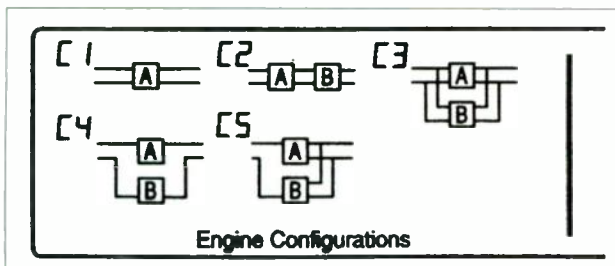 C1 A
C2 A B
C3 A B
C4 A B
C5 A B
Engine Configurations